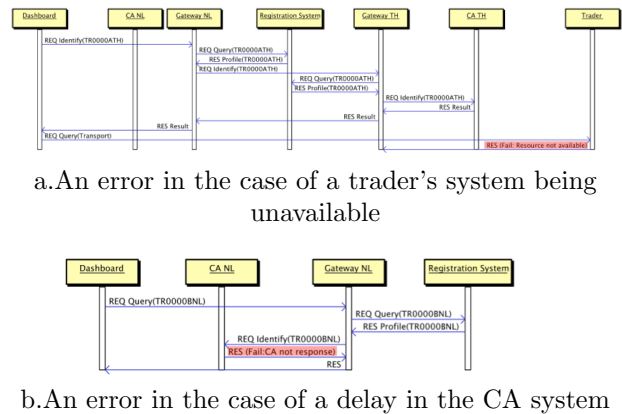 Dashboard CA NL Gateway NL Registration System Gateway TH CA TH Trader
REQ Identify(TR0000ATH)
REQ Query(TR0000ATH)
RES Profile(TR0000ATH)
REQ Identify(TR0000ATH)
REQ Query(TR0000ATH)
RES Profile(TR0000ATH)
REQ Identify(TR0000ATH)
RES Result
RES Result
RES Result
REQ Query(Transport)
RES (Fail: Resource not available)
a.An error in the case of a trader's system being
unavailable
Dashboard CA NL Gateway NL Registration System
REQ Query(TR0000BNL)
REQ Query(TR0000BNL)
RES Profile(TR0000BNL)
REQ Identify(TR0000BNL)
RES (Fail:CA not response)
RES
b.An error in the case of a delay in the CA system